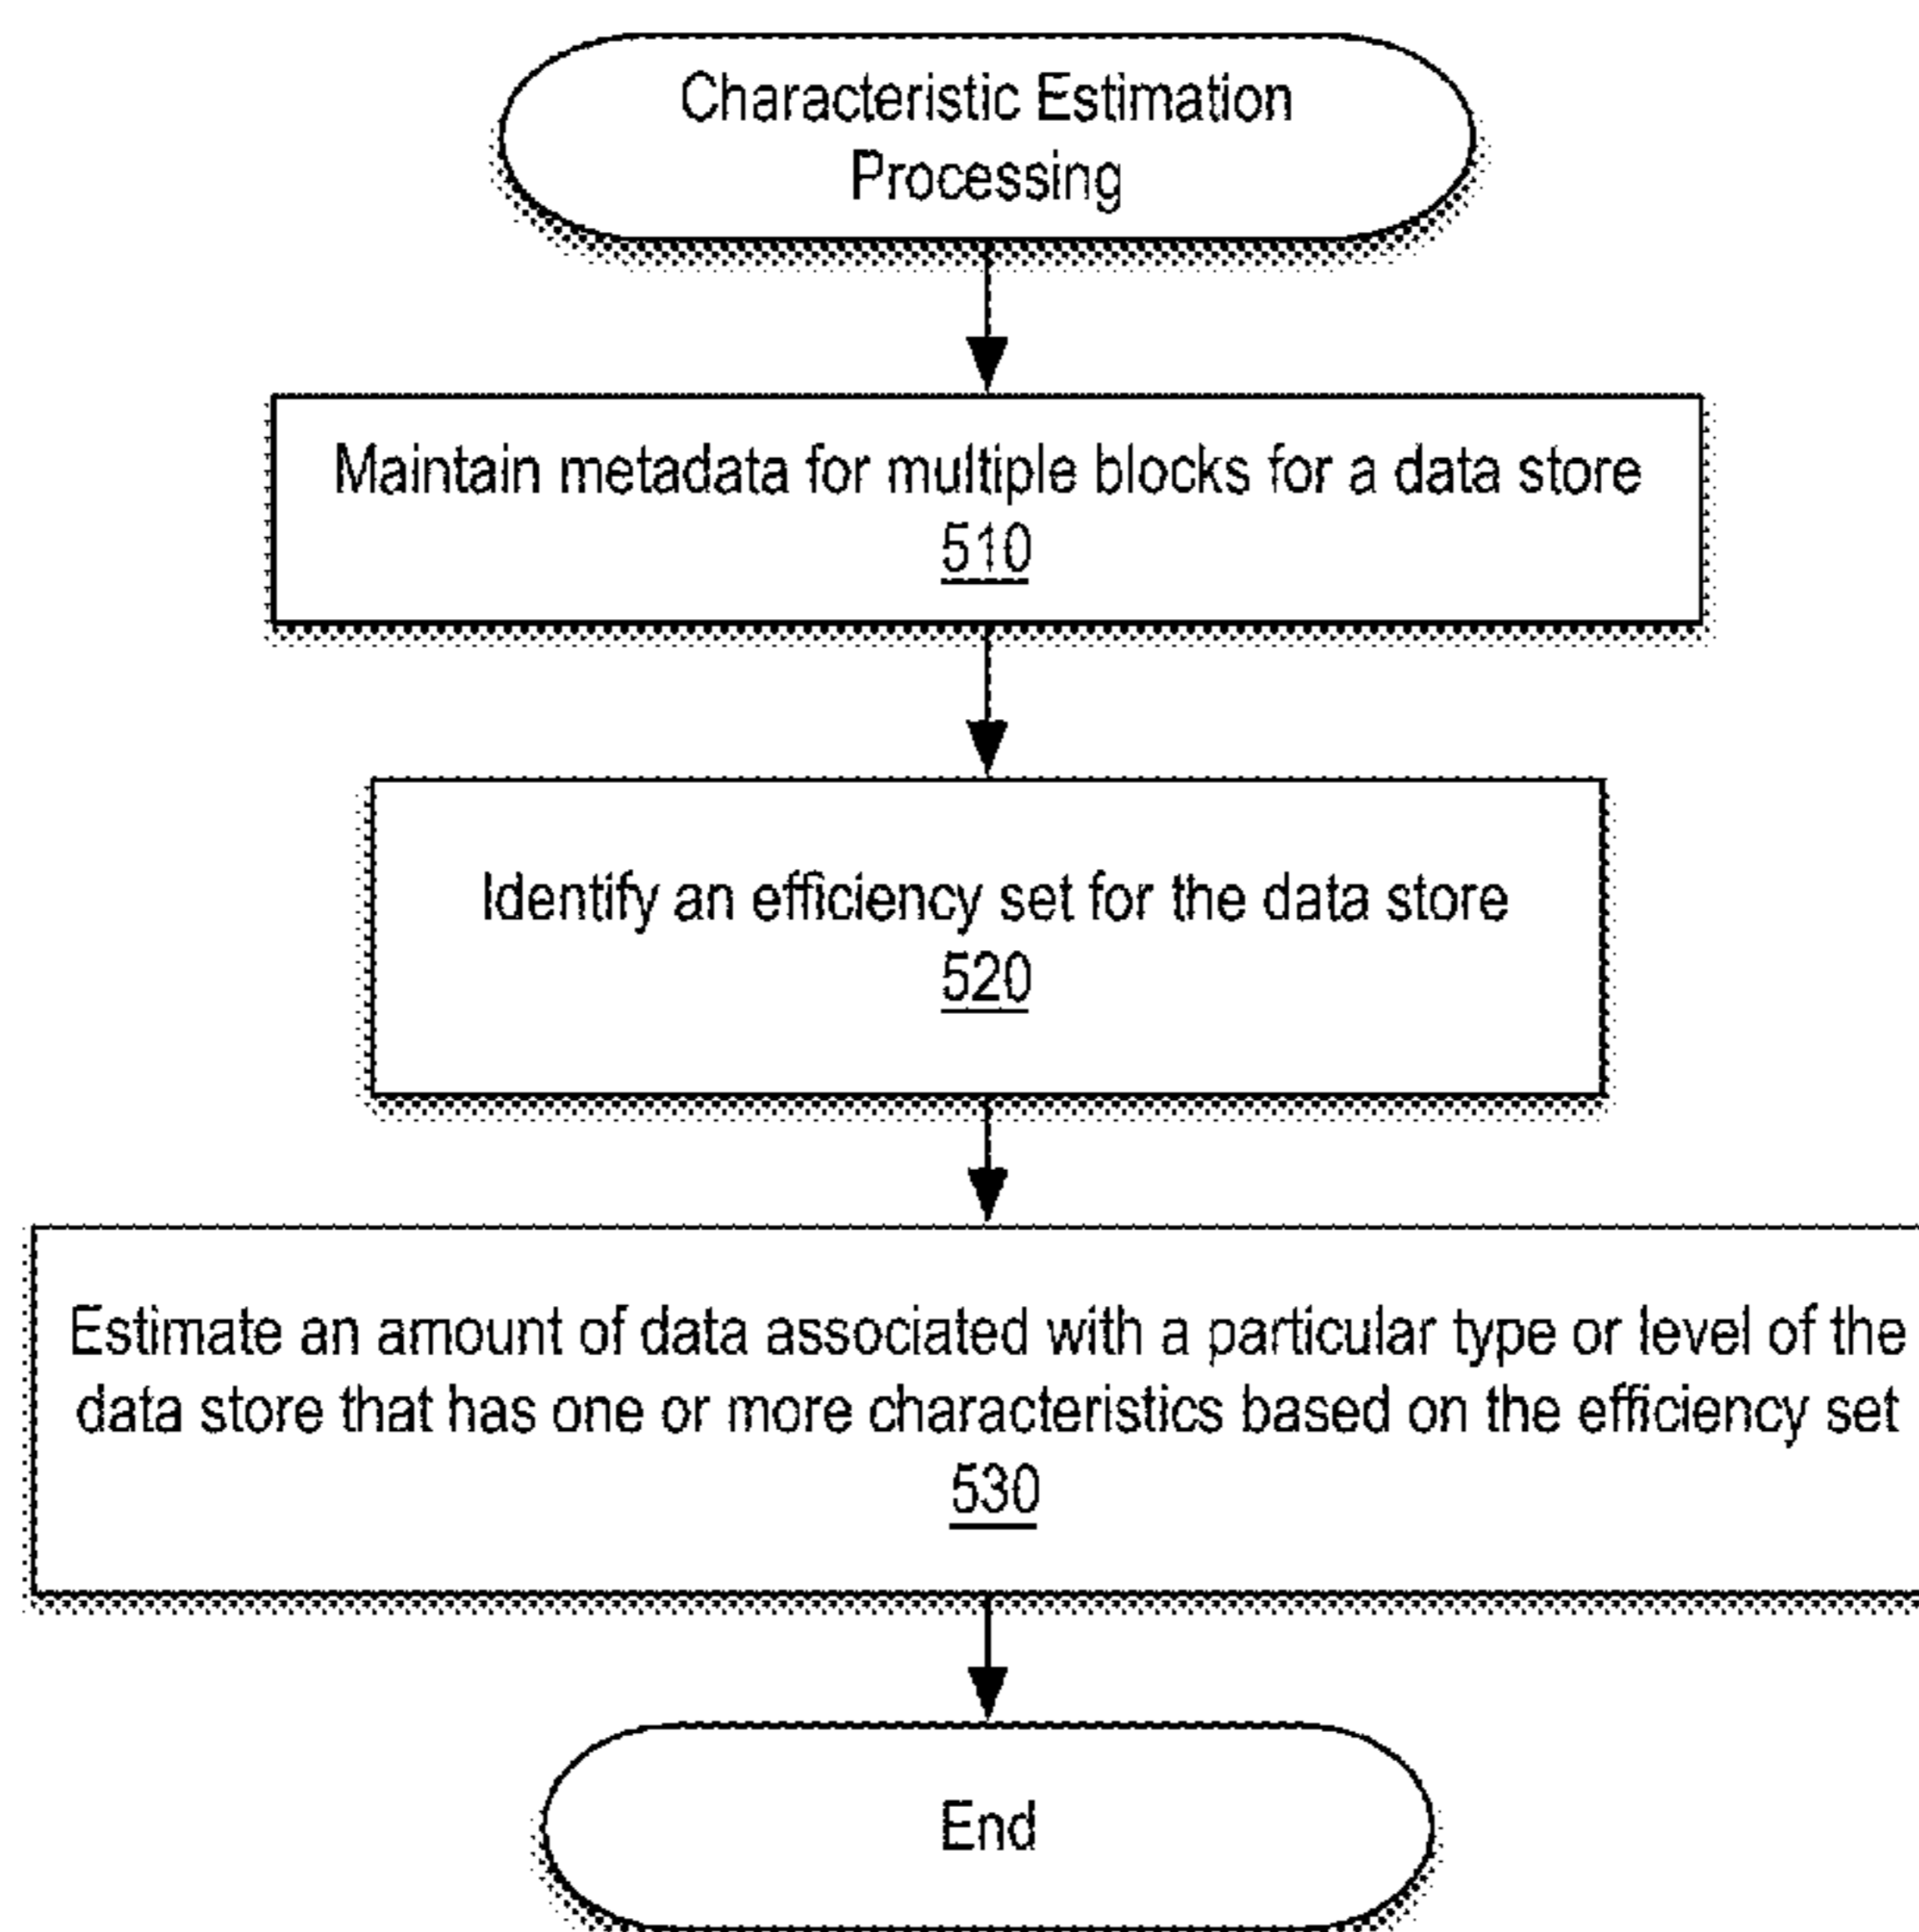 Characteristic Estimation
Processing
Maintain metadata for multiple blocks for a data store
510
Identify an efficiency set for the data store
520
Estimate an amount of data associated with a particular type or level of the
data store that has one or more characteristics based on the efficiency set
530
End